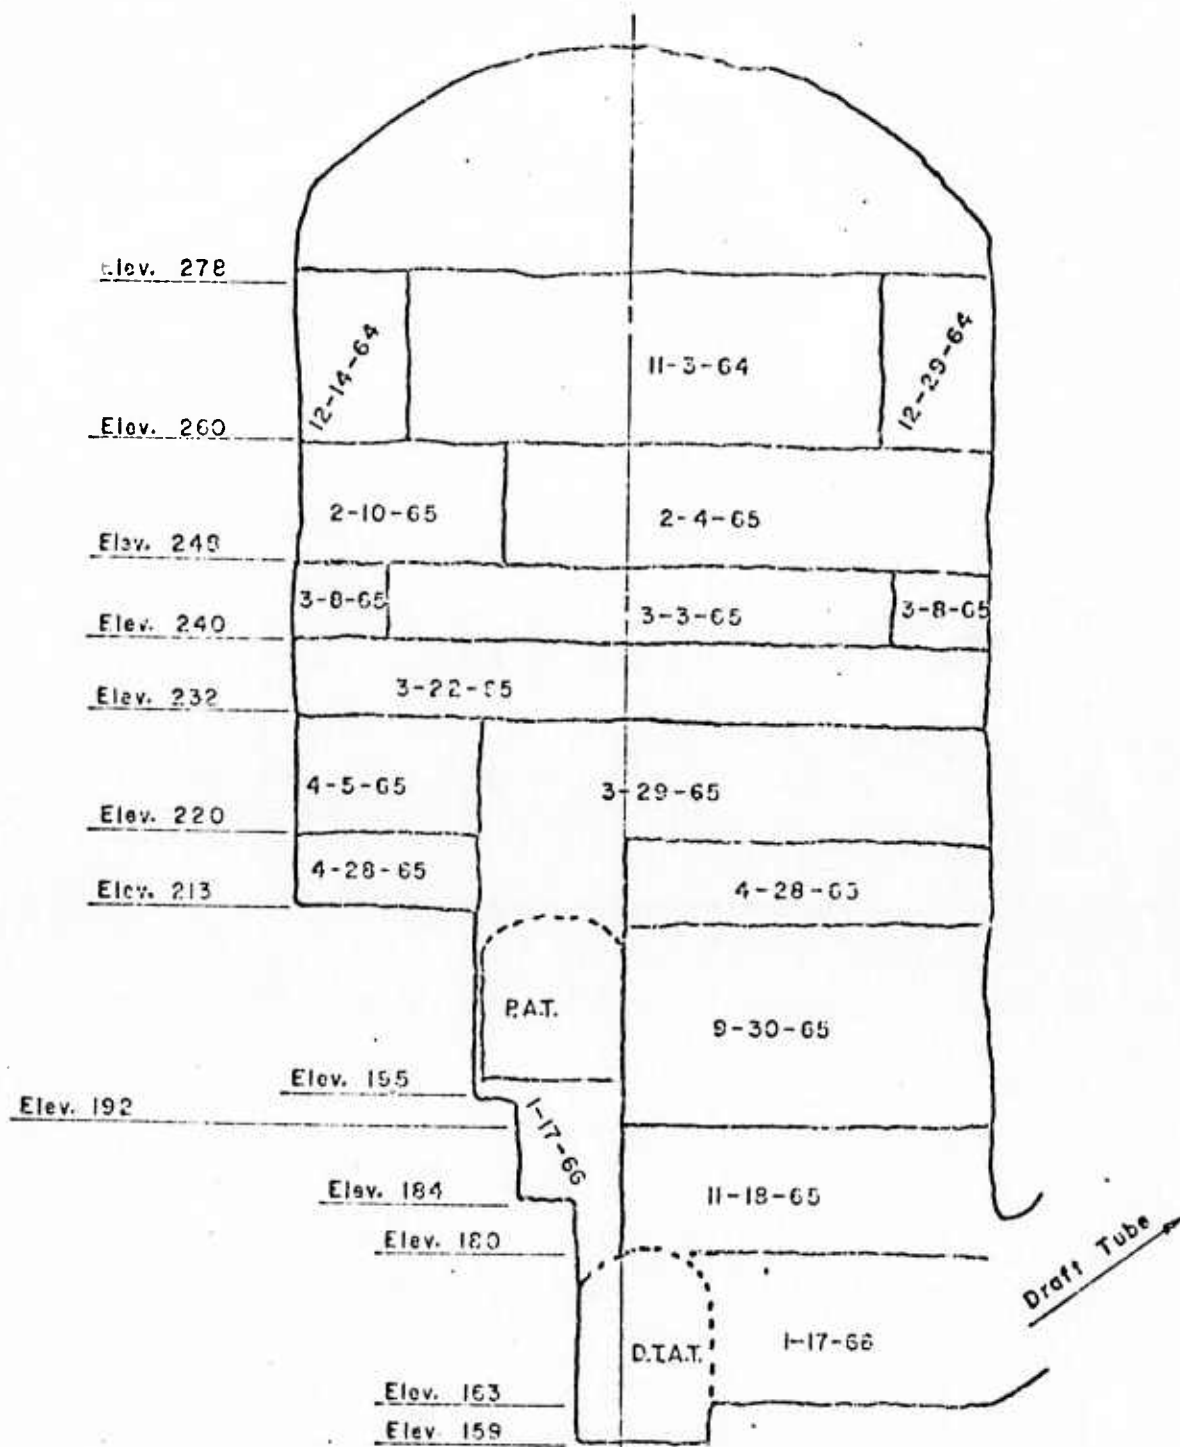 Elev. 278
12-14-64
11-3-64
12-29-64
Elev. 260
2-10-65
2-4-65
Elev. 248
3-8-65
3-3-65
3-8-65
Elev. 240
3-22-65
Elev. 232
4-5-65
3-29-65
Elev. 220
4-28-65
4-28-65
Elev. 213
P.A.T.
9-30-65
Elev. 195
Elev. 192
1-17-66
Elev. 184
11-18-65
Elev. 180
Draft Tube
D.T.A.T.
1-17-66
Elev. 163
Elev. 159